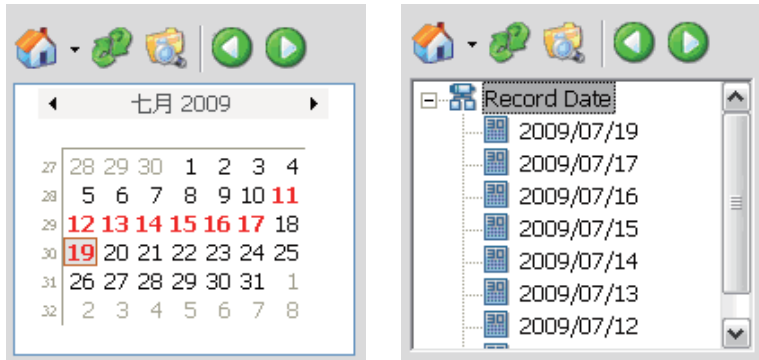 七月 2009
27 28 29 30 1 2 3 4
28 5 6 7 8 9 10 11
29 12 13 14 15 16 17 18
30 19 20 21 22 23 24 25
31 26 27 28 29 30 31 1
32 2 3 4 5 6 7 8
Record Date
2009/07/19
2009/07/17
2009/07/16
2009/07/15
2009/07/14
2009/07/13
2009/07/12